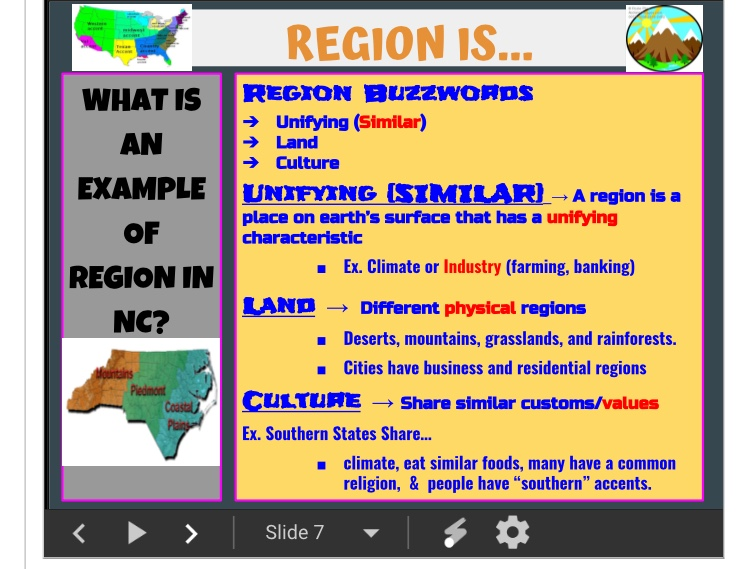 REGION IS...
WHAT IS
AN
EXAMPLE
OF
REGION IN
NC?
Mountains
Piedmont
Coastal
Plains
REGION BUZZWORDS
➔ Unifying (Similar)
➔ Land
➔ Culture
UNIFYING (SIMILAR) → A region is a
place on earth's surface that has a unifying
characteristic
■ Ex. Climate or Industry (farming, banking)
LAND → Different physical regions
■ Deserts, mountains, grasslands, and rainforests.
■ Cities have business and residential regions
CULTURE → Share similar customs/values
Ex. Southern States Share...
■ climate, eat similar foods, many have a common
religion, & people have “southern” accents.
Slide 7